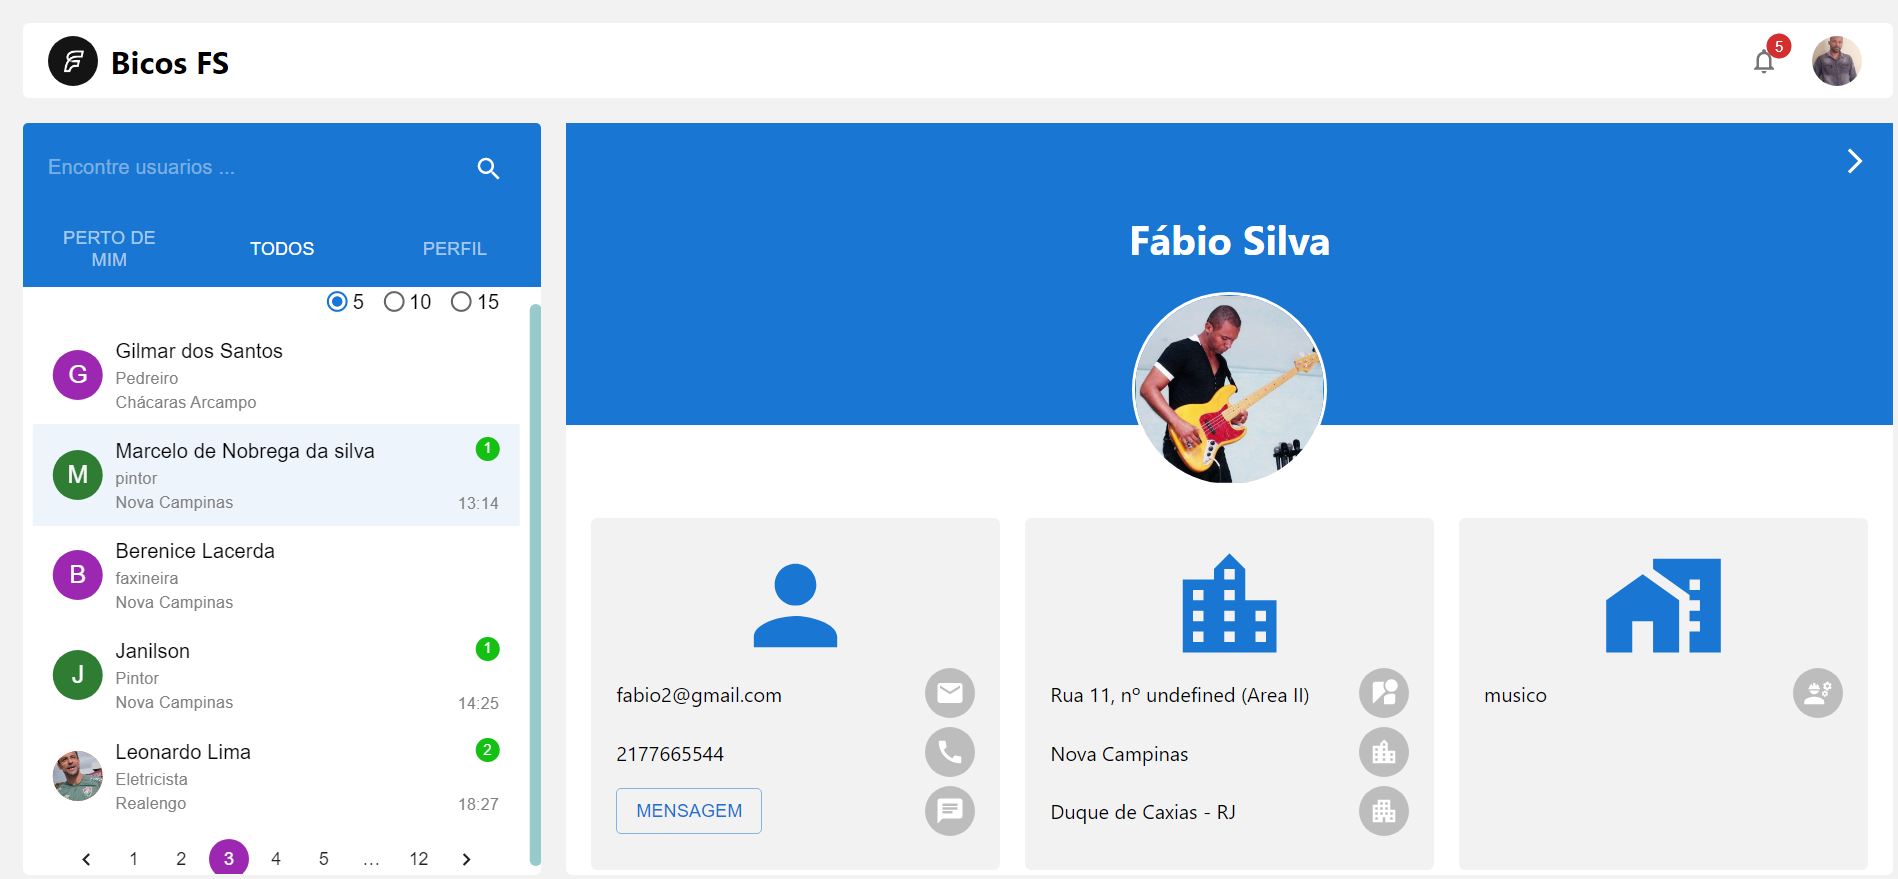 Bicos FS
5
Encontre usuarios ...
PERTO DE
MIM
TODOS
PERFIL
5 10 15
G
Gilmar dos Santos
Pedreiro
Chácaras Arcampo
M
Marcelo de Nobrega da silva
1
pintor
Nova Campinas
13:14
B
Berenice Lacerda
faxineira
Nova Campinas
J
Janilson
1
Pintor
Nova Campinas
14:25
Leonardo Lima
2
Eletricista
Realengo
18:27
1 2 3 4 5 ... 12
Fábio Silva
fabio2@gmail.com
2177665544
MENSAGEM
Rua 11, nº undefined (Area II)
Nova Campinas
Duque de Caxias - RJ
musico